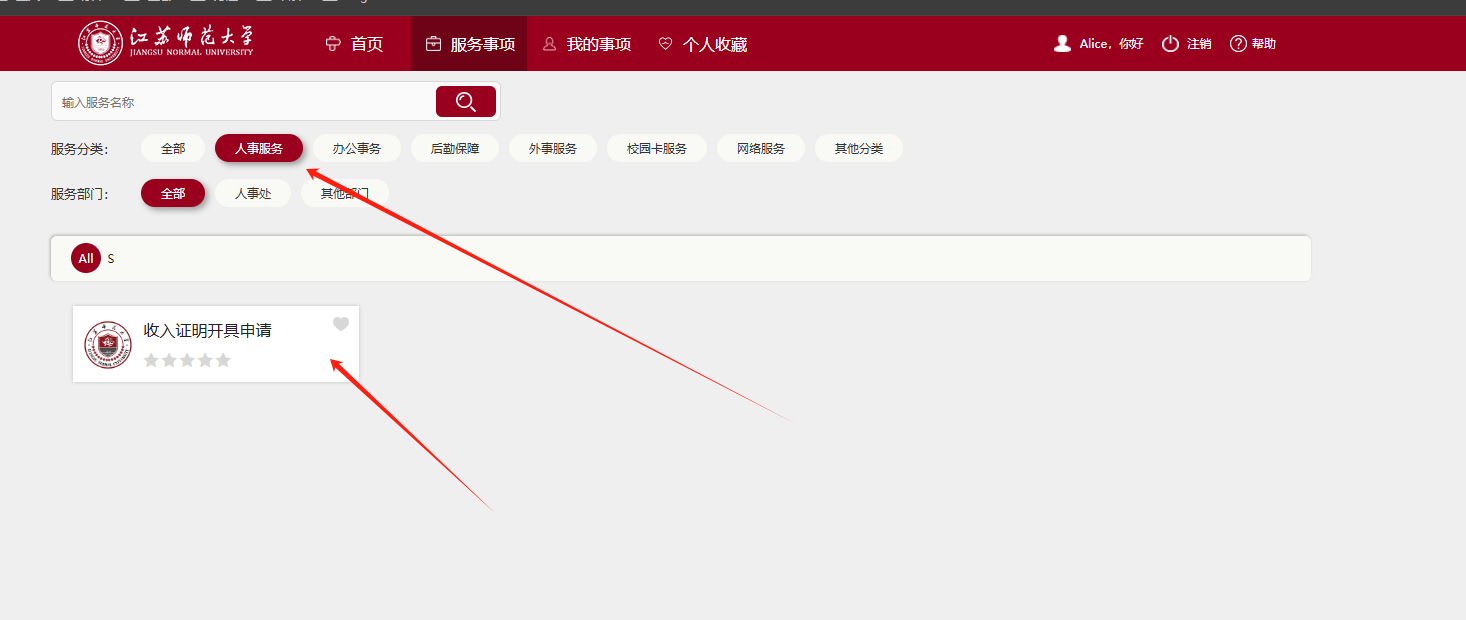 江苏师范大学
JIANGSU NORMAL UNIVERSITY
首页 服务事项 我的事项 个人收藏
Alice，你好 注销 帮助
输入服务名称
服务分类： 全部 人事服务 办公事务 后勤保障 外事服务 校园卡服务 网络服务 其他分类
服务部门： 全部 人事处 其他部门
All S
收入证明开具申请